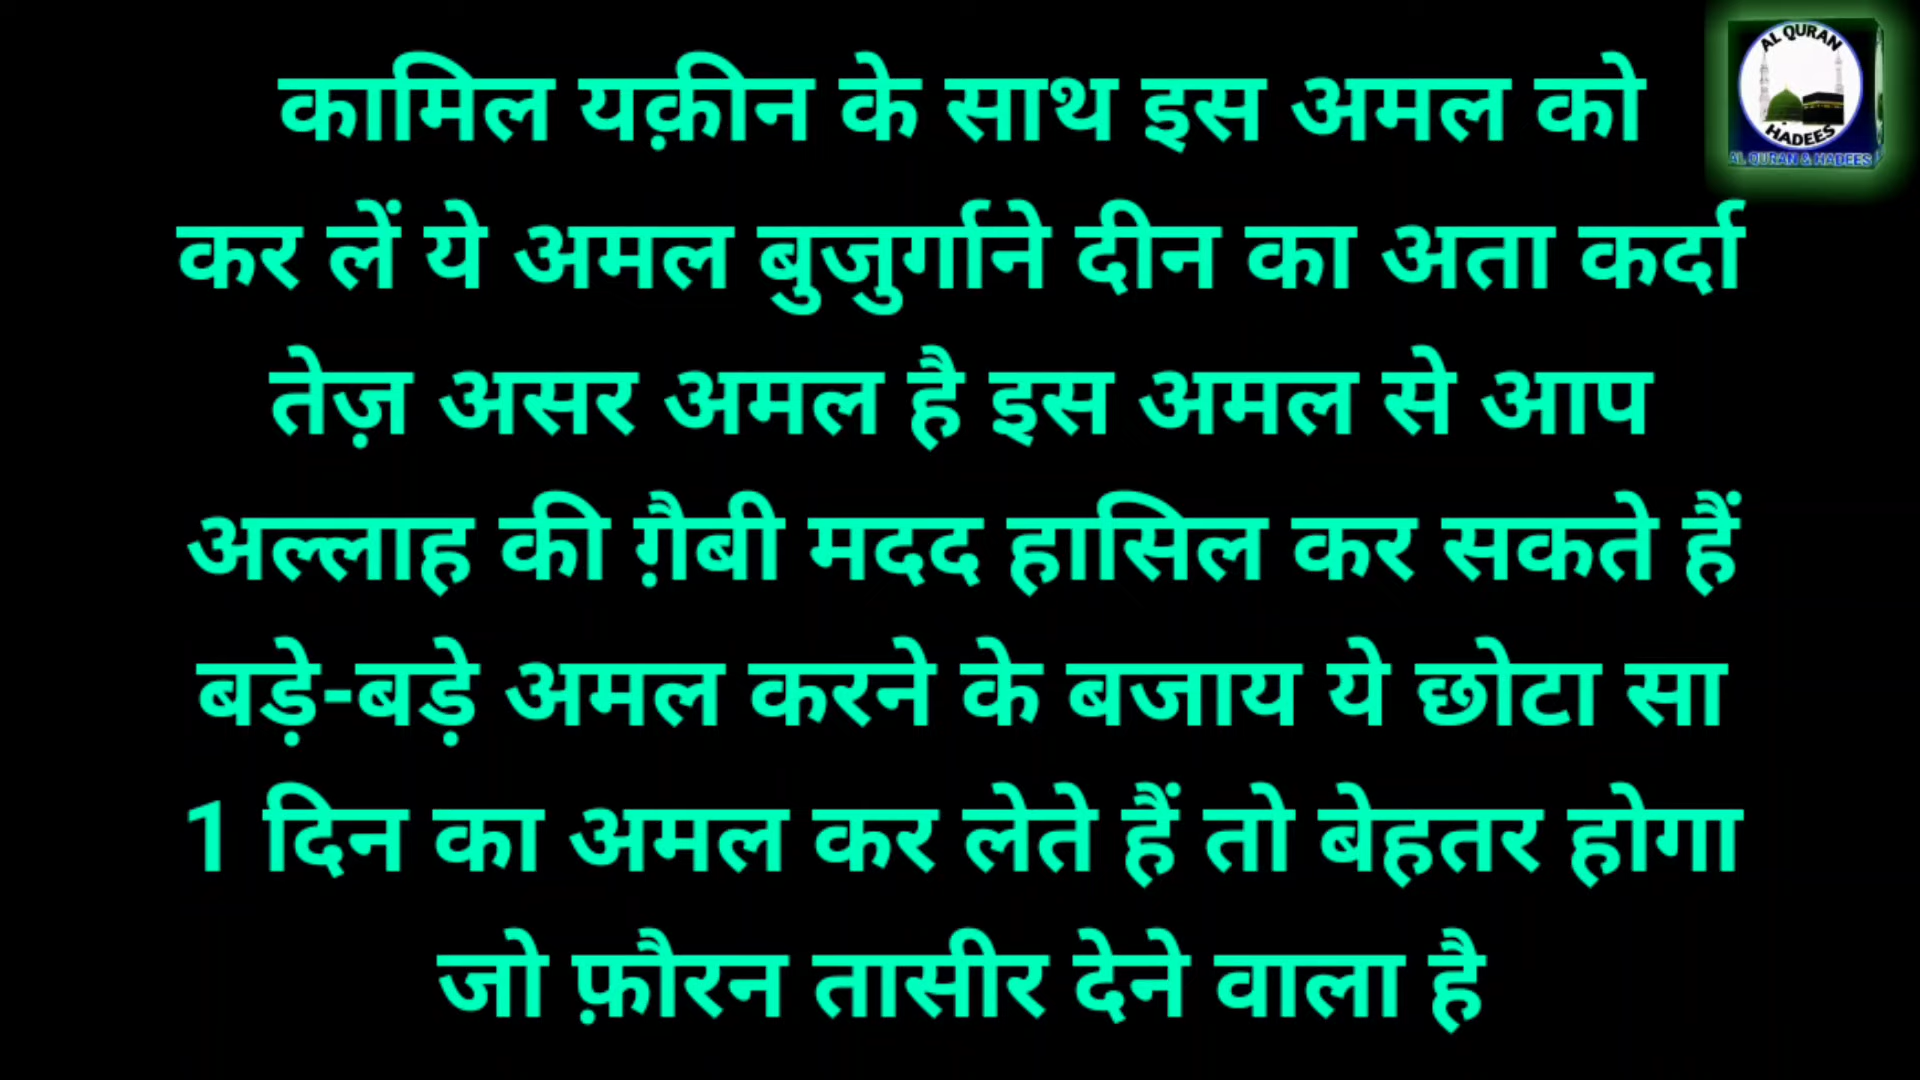 कामिल यक़ीन के साथ इस अमल को
कर लें ये अमल बुजुर्गाने दीन का अता कर्दा
तेज़ असर अमल है इस अमल से आप
अल्लाह की ग़ैबी मदद हासिल कर सकते हैं
बड़े-बड़े अमल करने के बजाय ये छोटा सा
1 दिन का अमल कर लेते हैं तो बेहतर होगा
जो फ़ौरन तासीर देने वाला है
AL QURAN
HADEES
AL QURAN & HADEES